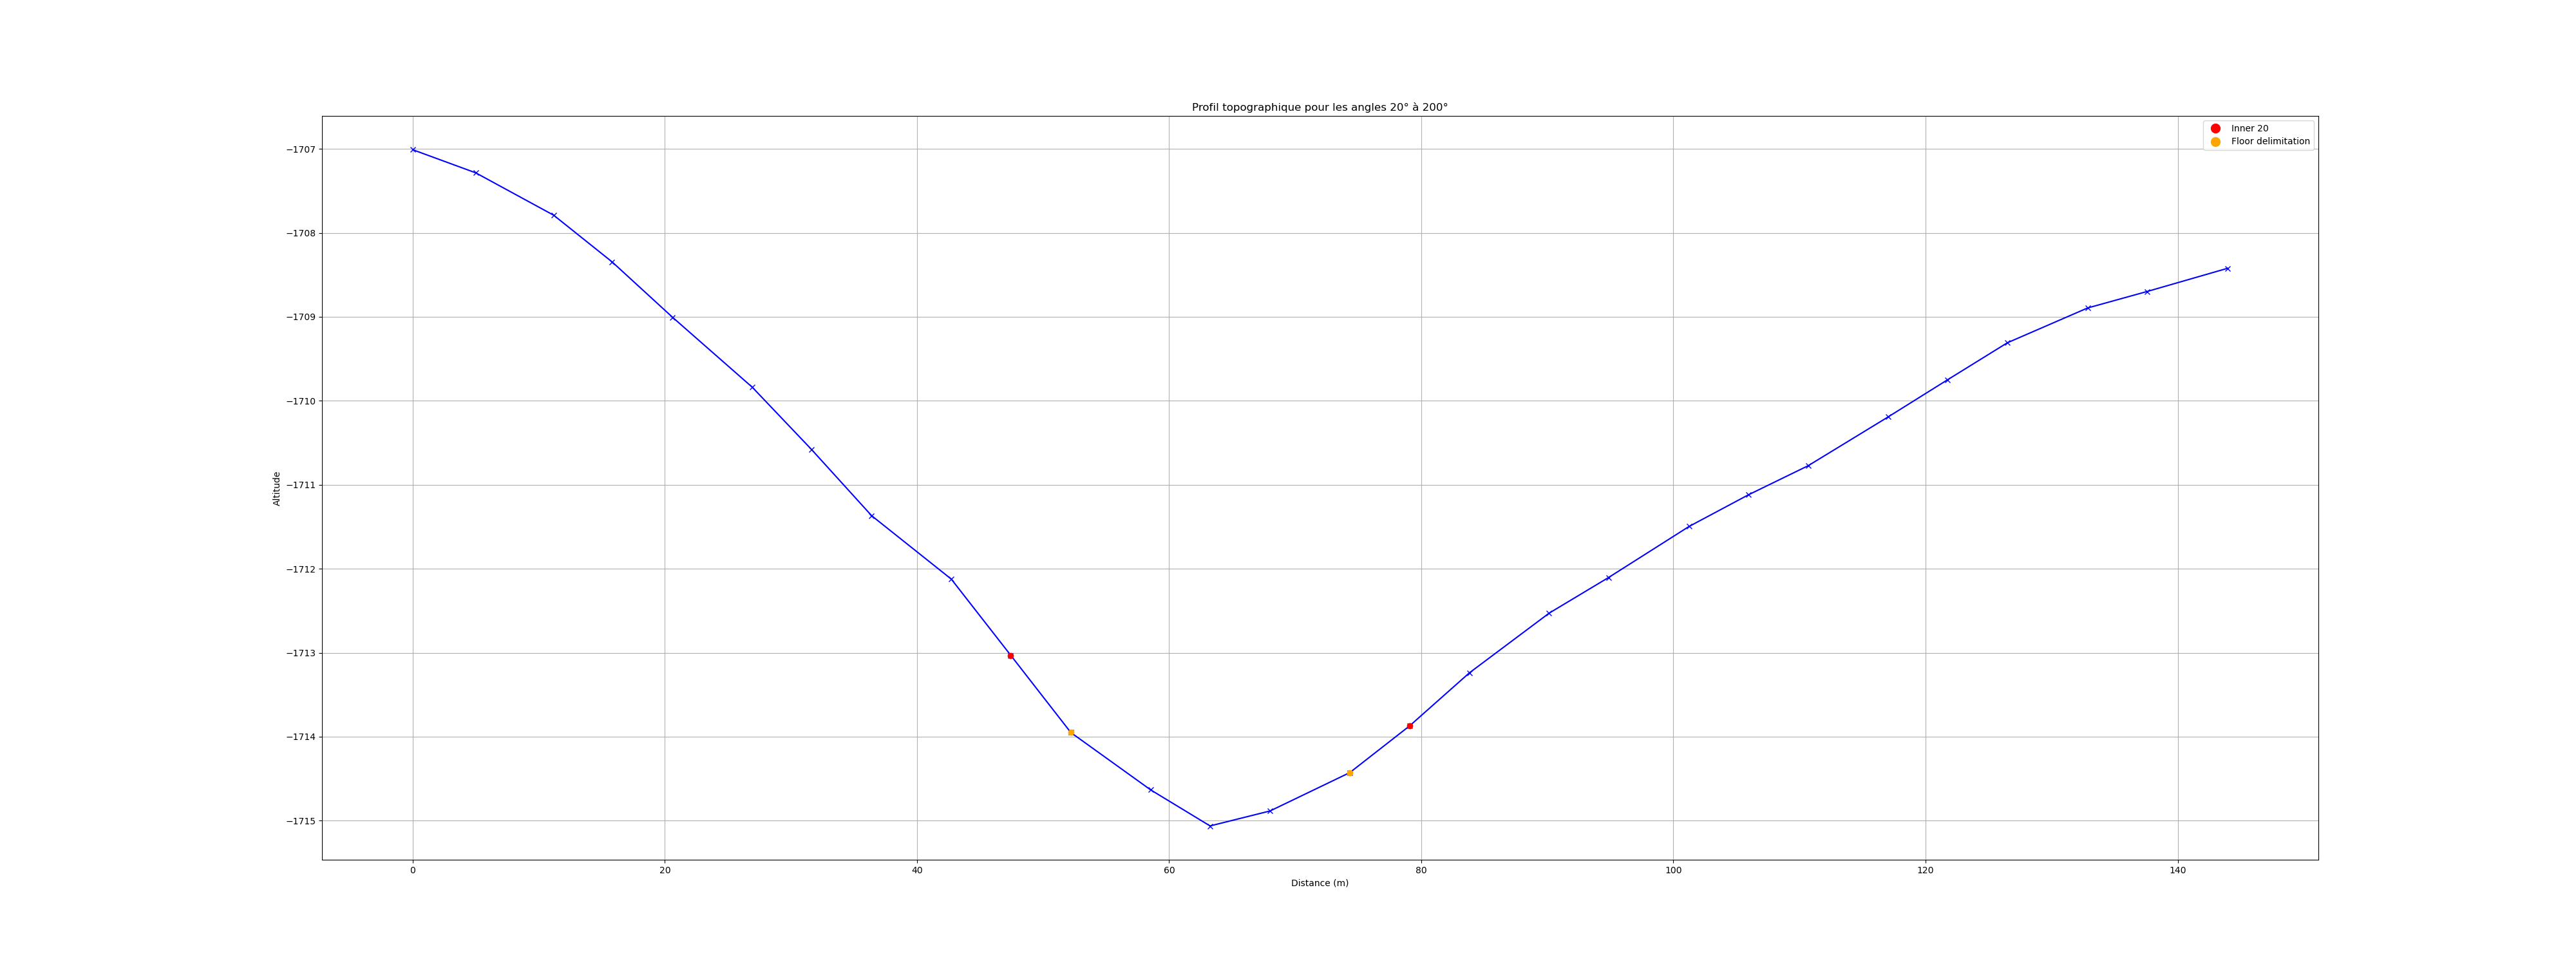 Profil topographique pour les angles 20° à 200°
Inner 20
Floor delimitation
−1707
−1708
−1709
−1710
−1711
−1712
−1713
−1714
−1715
Altitude
0 20 40 60 80 100 120 140
Distance (m)